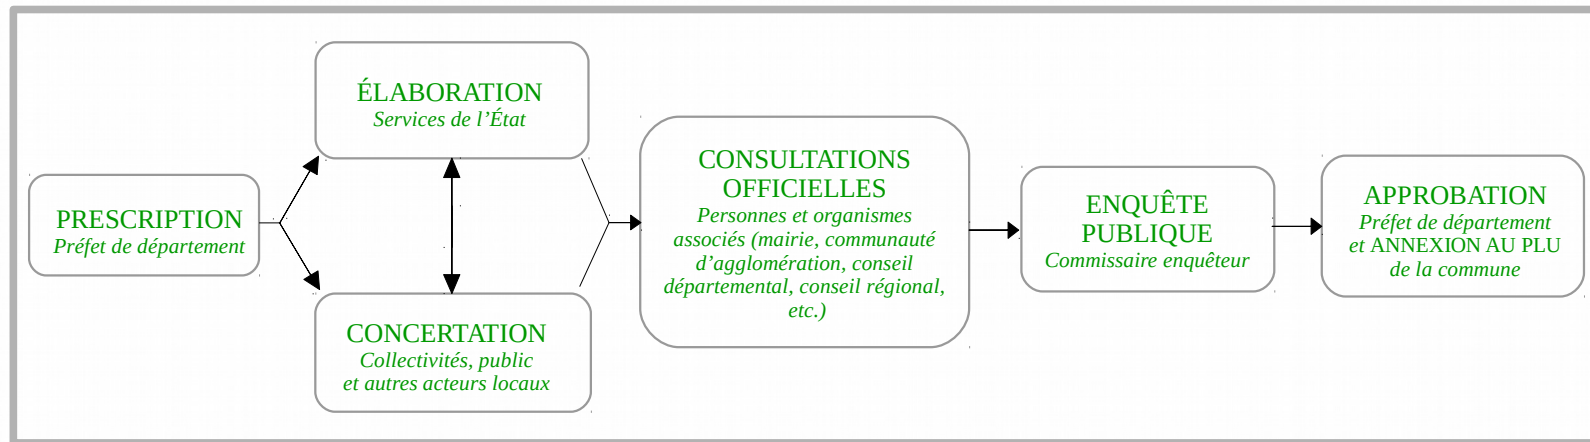 PRESCRIPTION
Préfet de département
ÉLABORATION
Services de l'État
CONCERTATION
Collectivités, public
et autres acteurs locaux
CONSULTATIONS
OFFICIELLES
Personnes et organismes
associés (mairie, communauté
d'agglomération, conseil
départemental, conseil régional,
etc.)
ENQUÊTE
PUBLIQUE
Commissaire enquêteur
APPROBATION
Préfet de département
et ANNEXION AU PLU
de la commune